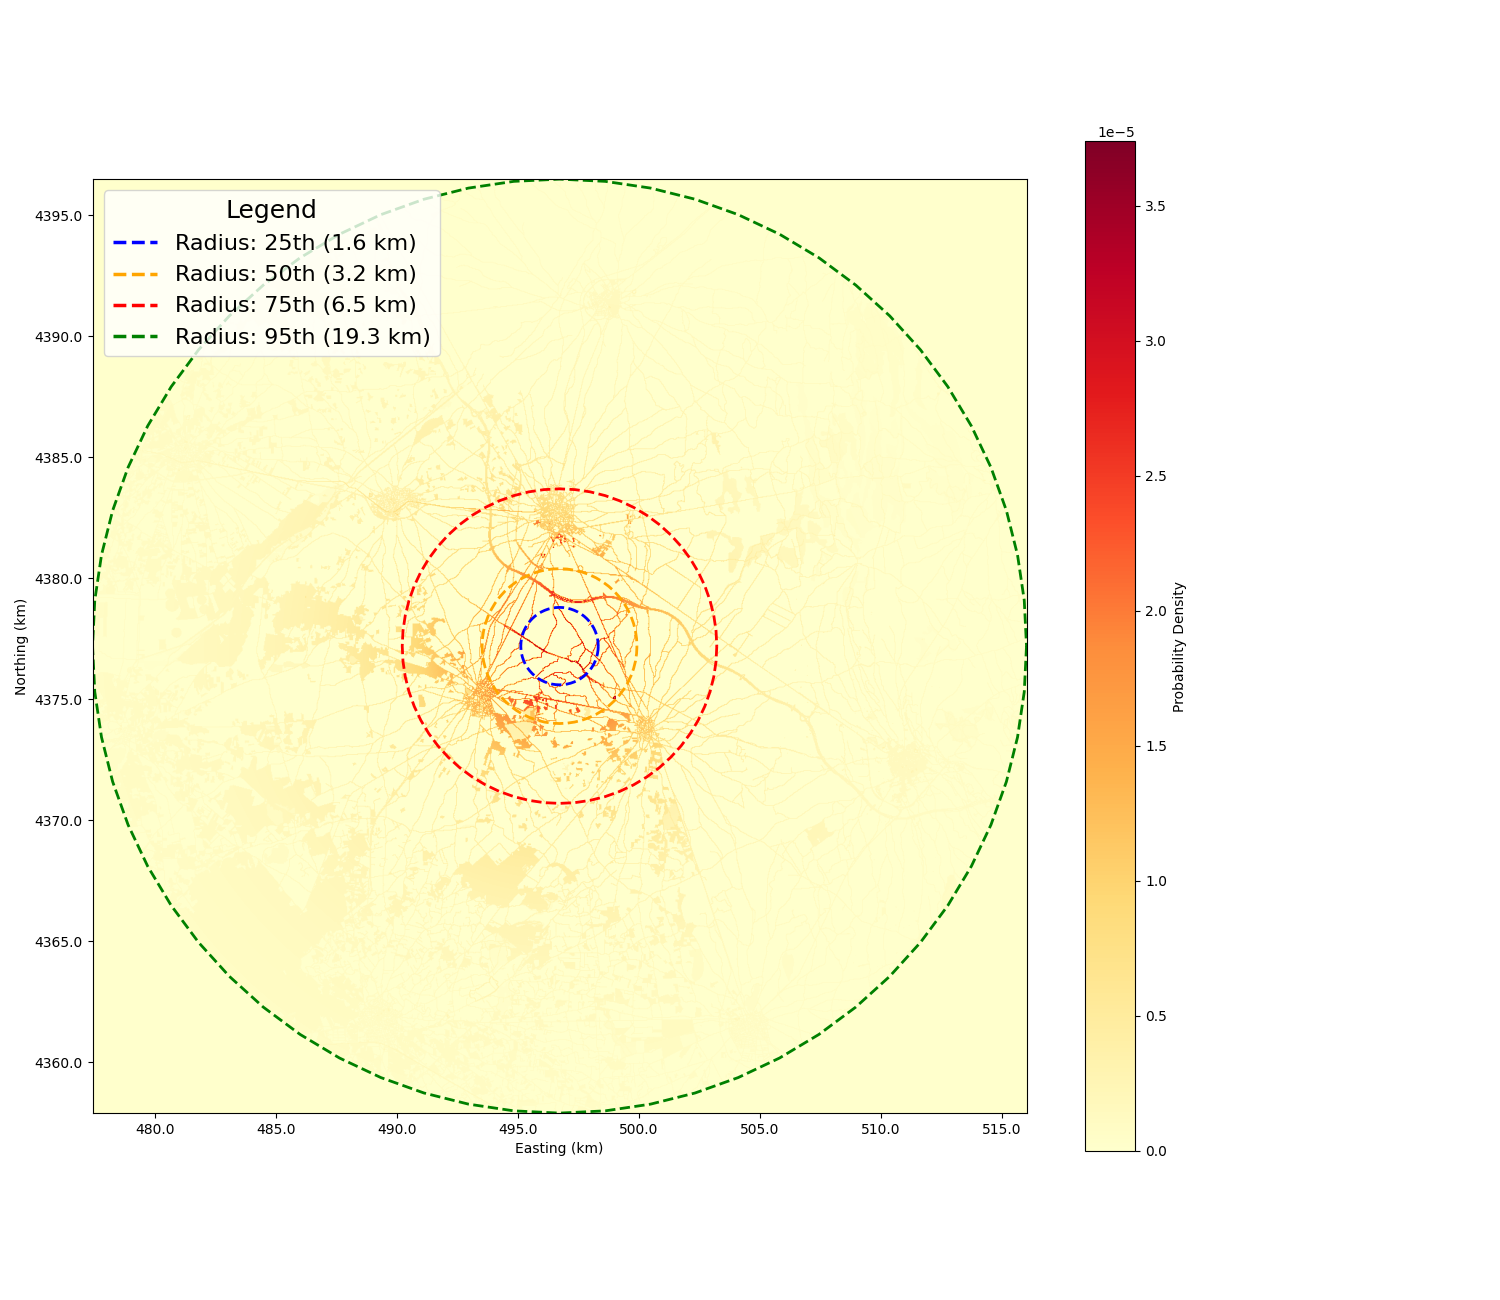 1e−5
Legend
Radius: 25th (1.6 km)
Radius: 50th (3.2 km)
Radius: 75th (6.5 km)
Radius: 95th (19.3 km)
4395.0
4390.0
4385.0
4380.0
4375.0
4370.0
4365.0
4360.0
Northing (km)
480.0 485.0 490.0 495.0 500.0 505.0 510.0 515.0
Easting (km)
3.5
3.0
2.5
2.0
1.5
1.0
0.5
0.0
Probability Density